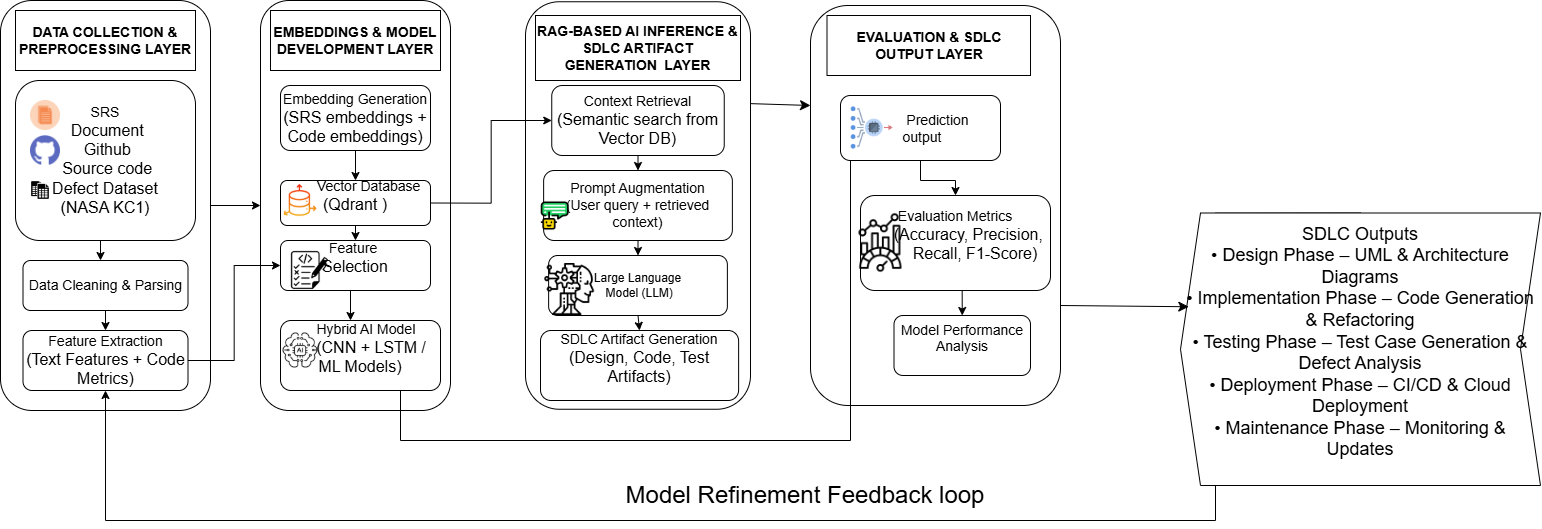 DATA COLLECTION &
PREPROCESSING LAYER
SRS
Document
Github
Source code
Defect Dataset
(NASA KC1)
Data Cleaning & Parsing
Feature Extraction
(Text Features + Code
Metrics)
EMBEDDINGS & MODEL
DEVELOPMENT LAYER
Embedding Generation
(SRS embeddings +
Code embeddings)
Vector Database
(Qdrant )
Feature
Selection
Hybrid AI Model
(CNN + LSTM /
ML Models)
RAG-BASED AI INFERENCE &
SDLC ARTIFACT
GENERATION LAYER
Context Retrieval
(Semantic search from
Vector DB)
Prompt Augmentation
(User query + retrieved
context)
Large Language
Model (LLM)
SDLC Artifact Generation
(Design, Code, Test
Artifacts)
EVALUATION & SDLC
OUTPUT LAYER
Prediction
output
Evaluation Metrics
(Accuracy, Precision,
Recall, F1-Score)
Model Performance
Analysis
SDLC Outputs
• Design Phase – UML & Architecture
Diagrams
• Implementation Phase – Code Generation
& Refactoring
• Testing Phase – Test Case Generation &
Defect Analysis
• Deployment Phase – CI/CD & Cloud
Deployment
• Maintenance Phase – Monitoring &
Updates
Model Refinement Feedback loop